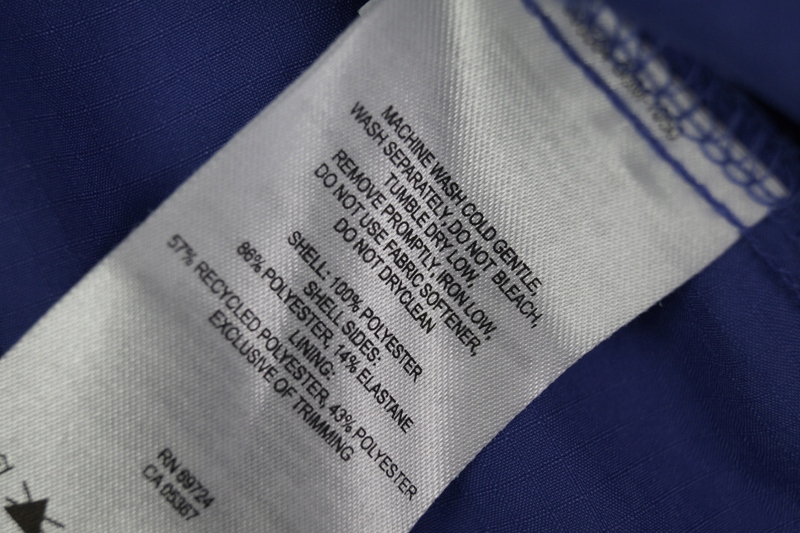 MACHINE WASH COLD GENTLE,
WASH SEPARATELY, DO NOT BLEACH,
TUMBLE DRY LOW,
REMOVE PROMPTLY, IRON LOW,
DO NOT USE FABRIC SOFTENER,
DO NOT DRYCLEAN
SHELL: 100% POLYESTER
SHELL SIDES:
86% POLYESTER, 14% ELASTANE
LINING:
57% RECYCLED POLYESTER, 43% POLYESTER
EXCLUSIVE OF TRIMMING
RN 69724
CA 05367